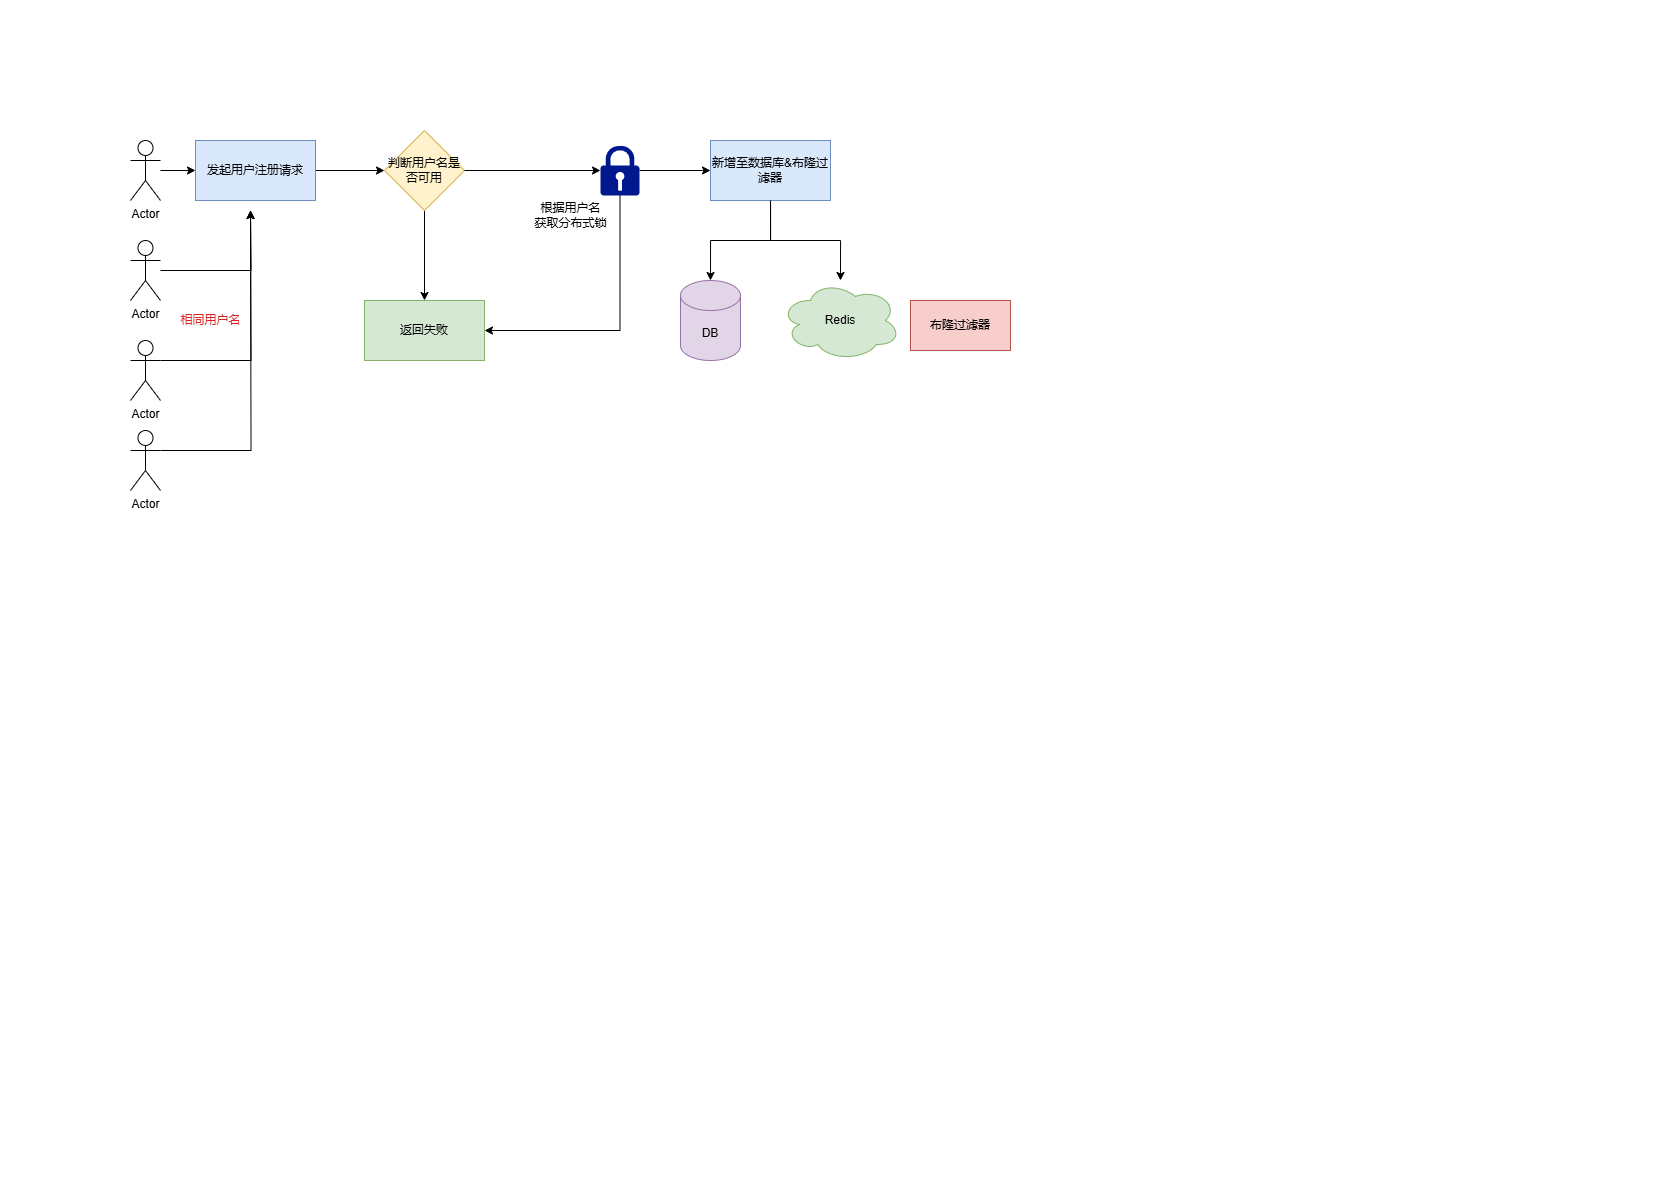 发起用户注册请求
判断用户名是
否可用
新增至数据库&布隆过
滤器
Actor
根据用户名
获取分布式锁
Actor
相同用户名
返回失败
DB
Redis
布隆过滤器
Actor
Actor